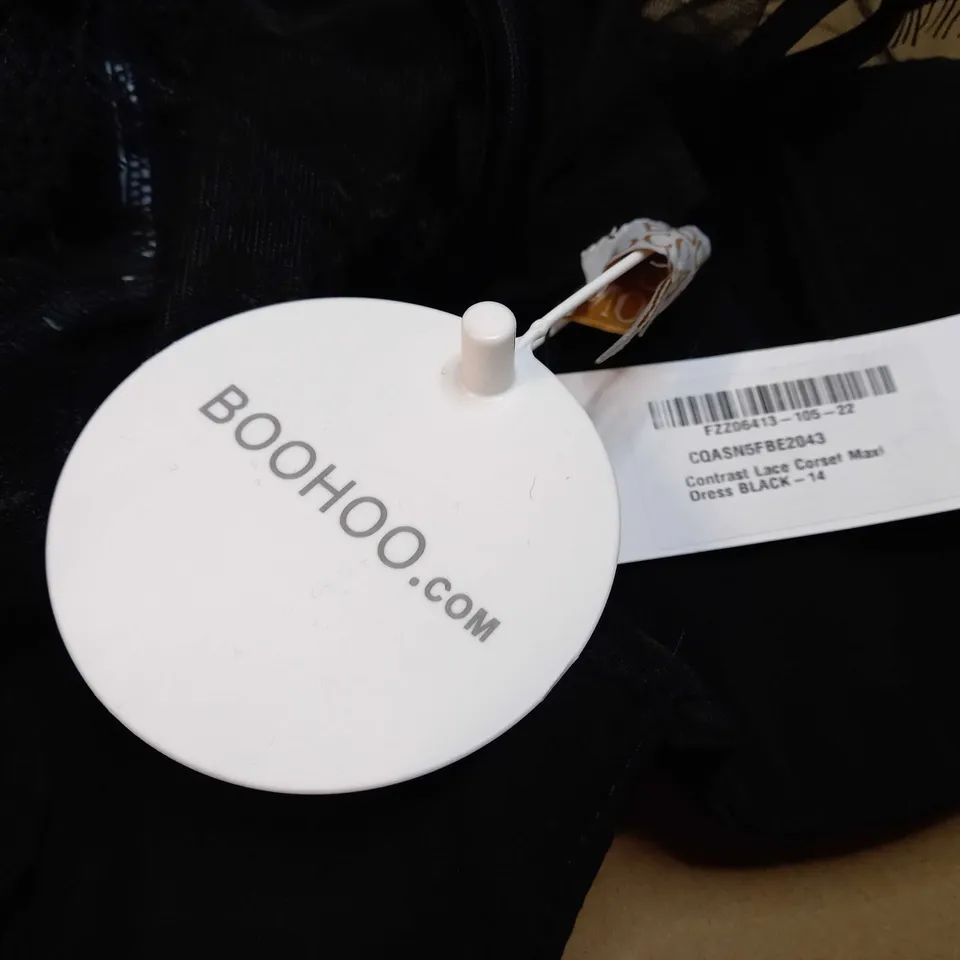 BOOHOO.COM
FZZ06413-105-22
CQASN5FBE2043
Contrast Lace Corset Maxi
Dress BLACK-14